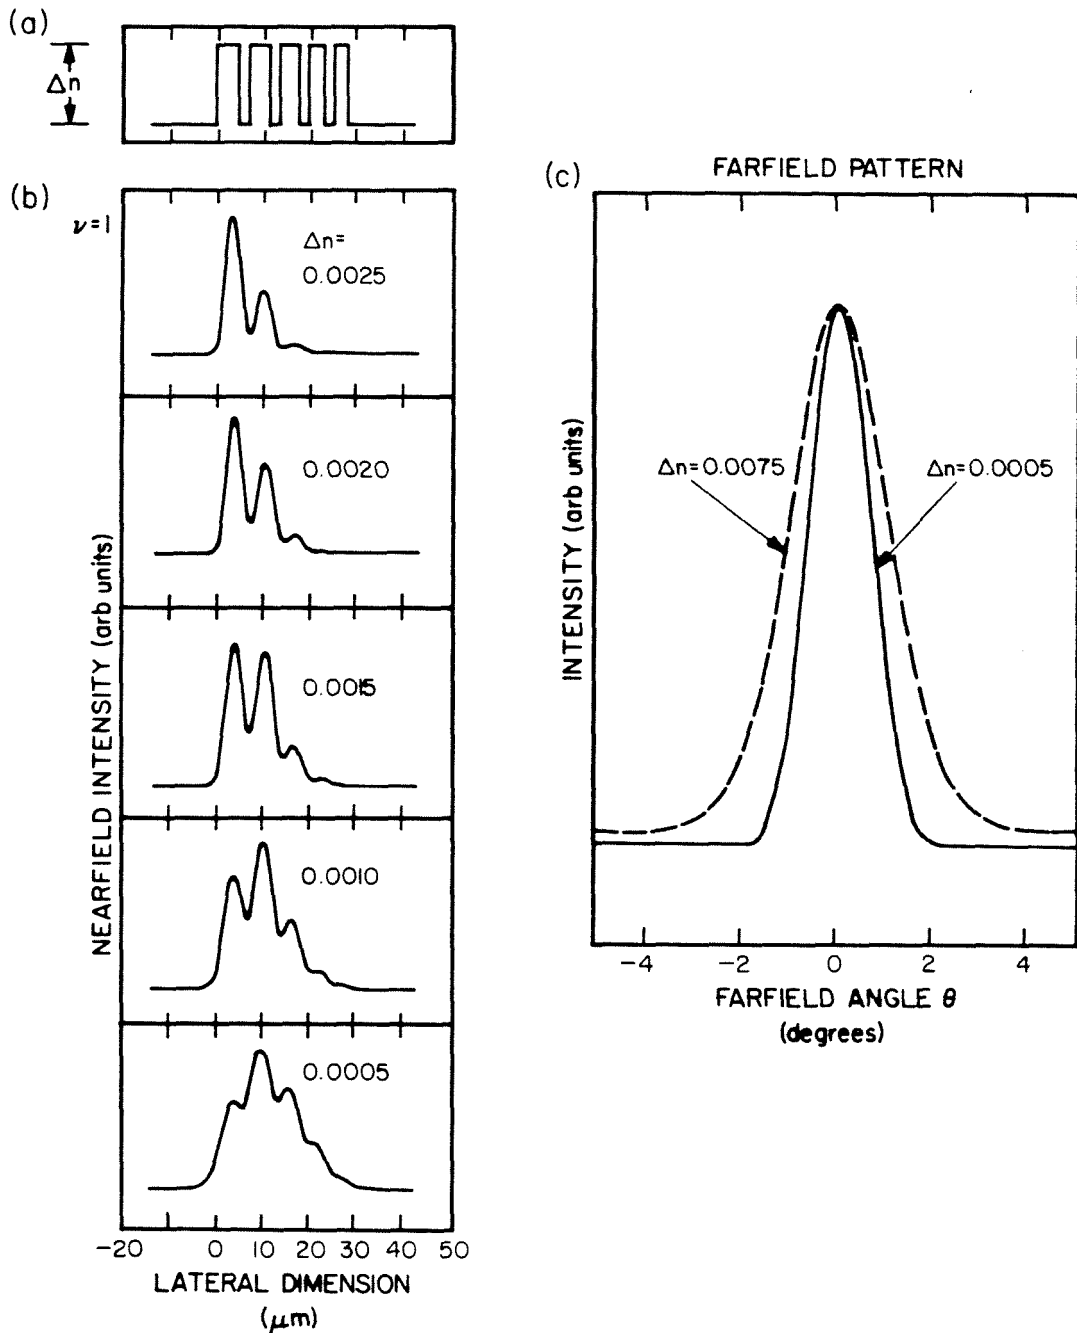 (a)
Δn
(b)
ν=1
Δn=
0.0025
0.0020
0.0015
0.0010
0.0005
NEARFIELD INTENSITY (arb units)
-20 0 10 20 30 40 50
LATERAL DIMENSION
(μm)
(c)
FARFIELD PATTERN
Δn=0.0075
Δn=0.0005
INTENSITY (arb units)
-4 -2 0 2 4
FARFIELD ANGLE θ
(degrees)